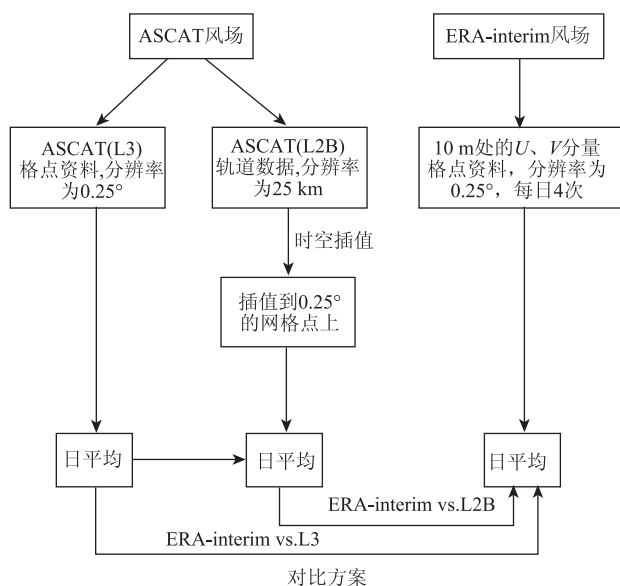 ASCAT风场
ERA-interim风场
ASCAT(L3)
格点资料,分辨率
为0.25°
ASCAT(L2B)
轨道数据,分辨率
为25 km
10 m处的U、V分量
格点资料，分辨率为
0.25°，每日4次
时空插值
插值到0.25°
的网格点上
日平均
日平均
日平均
ERA-interim vs.L2B
ERA-interim vs.L3
对比方案